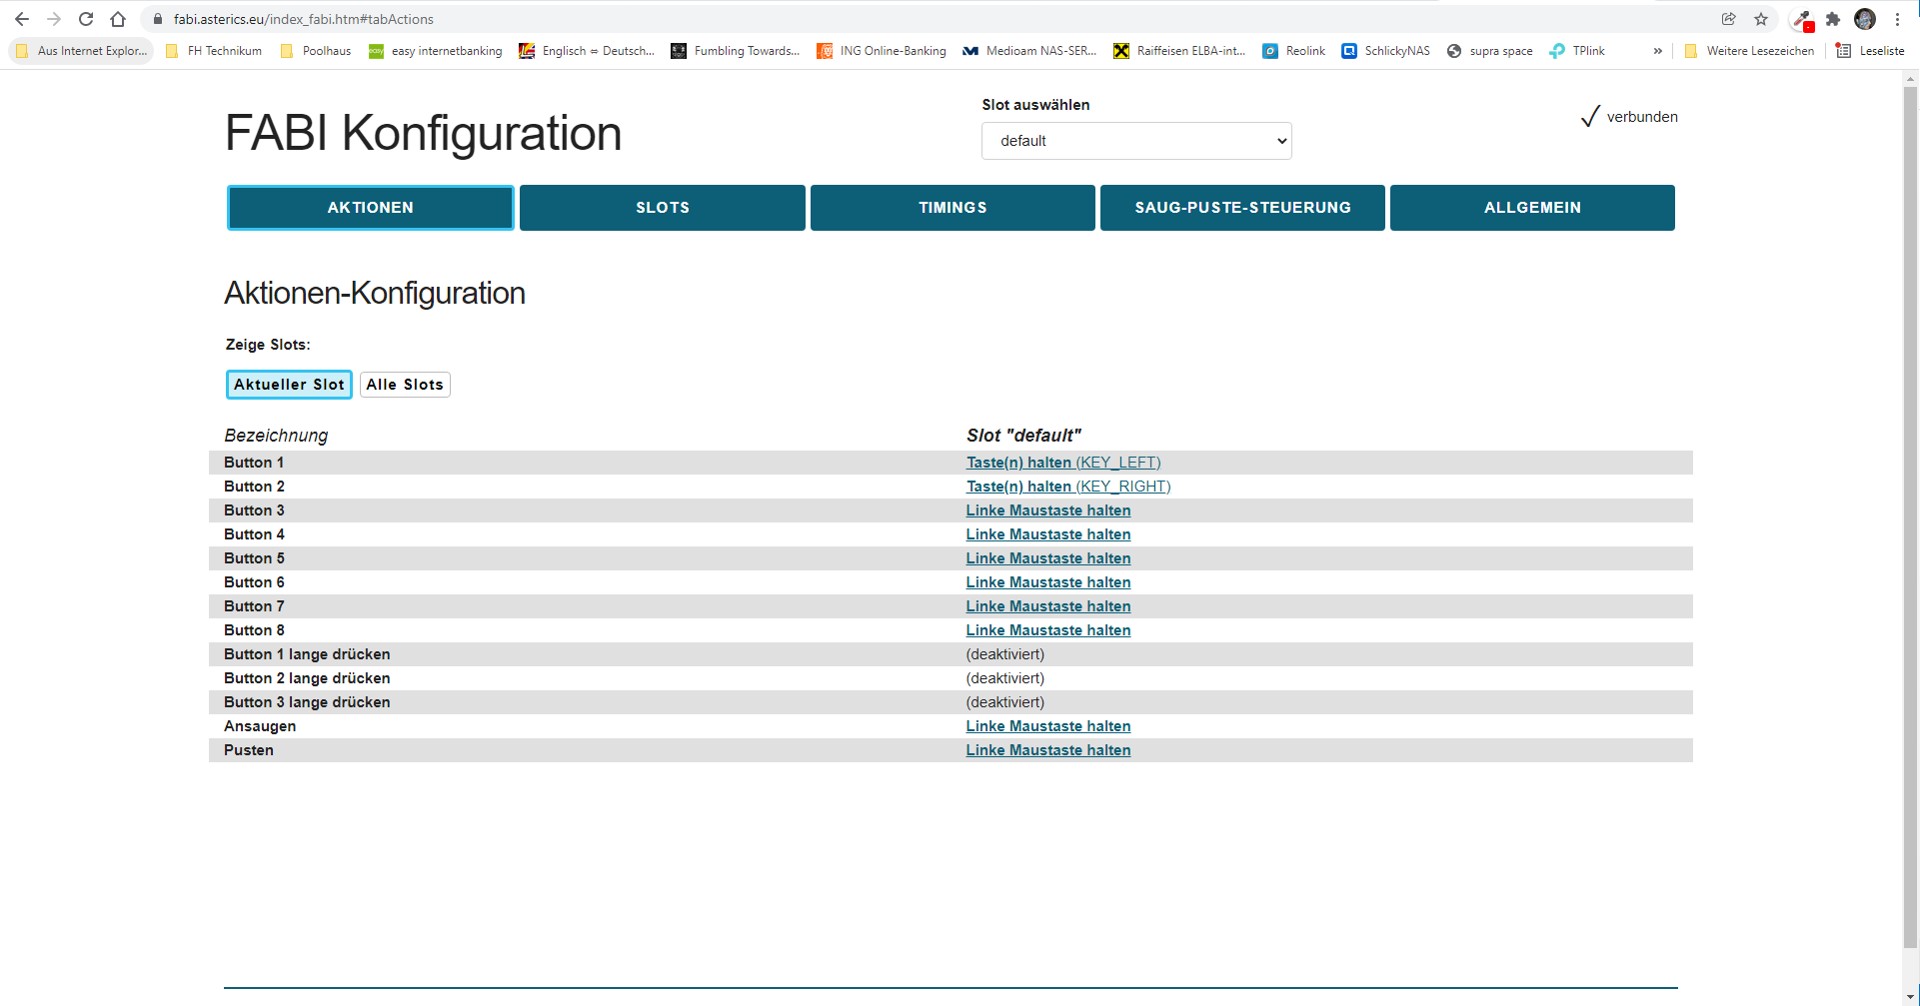 fabi.asterics.eu/index_fabi.htm#tabActions
Aus Internet Explor... FH Technikum Poolhaus easy internetbanking Englisch ⇔ Deutsch... Fumbling Towards... ING Online-Banking Medioam NAS-SER... Raiffeisen ELBA-int... Reolink SchlickyNAS supra space TPlink » Weitere Lesezeichen Leseliste
FABI Konfiguration
Slot auswählen
default
verbunden
AKTIONEN SLOTS TIMINGS SAUG-PUSTE-STEUERUNG ALLGEMEIN
Aktionen-Konfiguration
Zeige Slots:
Aktueller Slot Alle Slots
Bezeichnung Slot "default"
Button 1 Taste(n) halten (KEY_LEFT)
Button 2 Taste(n) halten (KEY_RIGHT)
Button 3 Linke Maustaste halten
Button 4 Linke Maustaste halten
Button 5 Linke Maustaste halten
Button 6 Linke Maustaste halten
Button 7 Linke Maustaste halten
Button 8 Linke Maustaste halten
Button 1 lange drücken (deaktiviert)
Button 2 lange drücken (deaktiviert)
Button 3 lange drücken (deaktiviert)
Ansaugen Linke Maustaste halten
Pusten Linke Maustaste halten